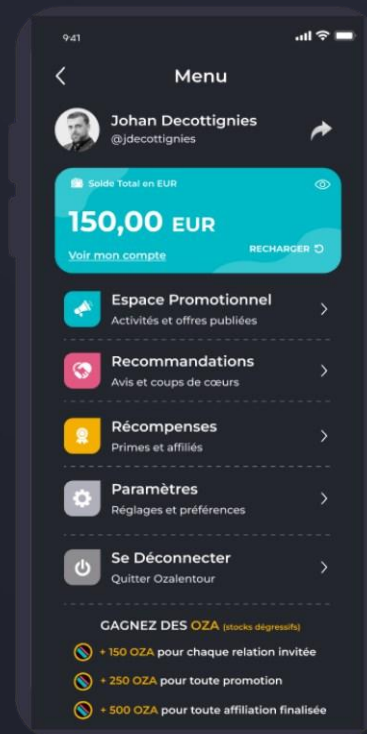 9:41
Menu
Johan Decottignies
@jdecottignies
Solde Total en EUR
150,00 EUR
Voir mon compte
RECHARGER
Espace Promotionnel
Activités et offres publiées
Recommandations
Avis et coups de cœurs
Récompenses
Primes et affiliés
Paramètres
Réglages et préférences
Se Déconnecter
Quitter Ozalentour
GAGNEZ DES OZA (stocks dégressifs)
+ 150 OZA pour chaque relation invitée
+ 250 OZA pour toute promotion
+ 500 OZA pour toute affiliation finalisée